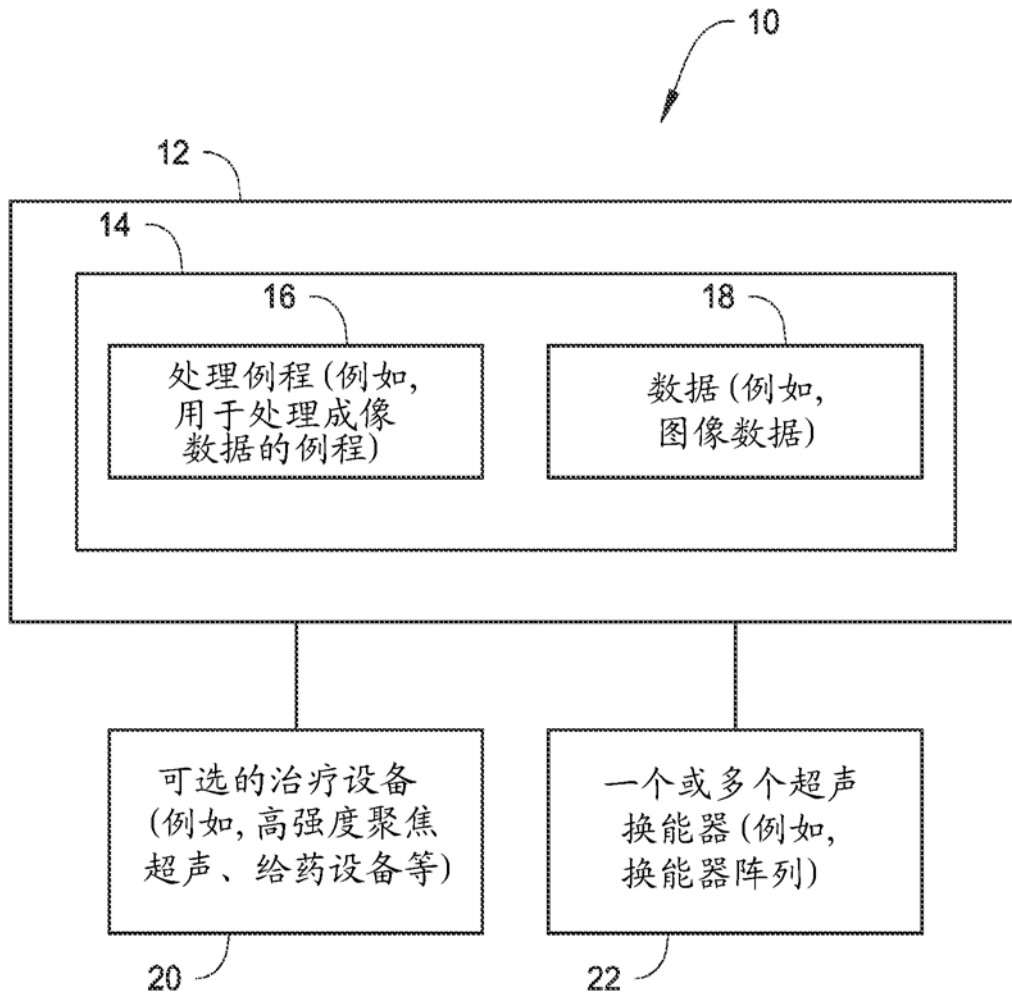 10
12
14
16
18
处理例程(例如,
用于处理成像
数据的例程)
数据(例如,
图像数据)
可选的治疗设备
(例如,高强度聚焦
超声、给药设备等)
一个或多个超声
换能器(例如,
换能器阵列)
20
22